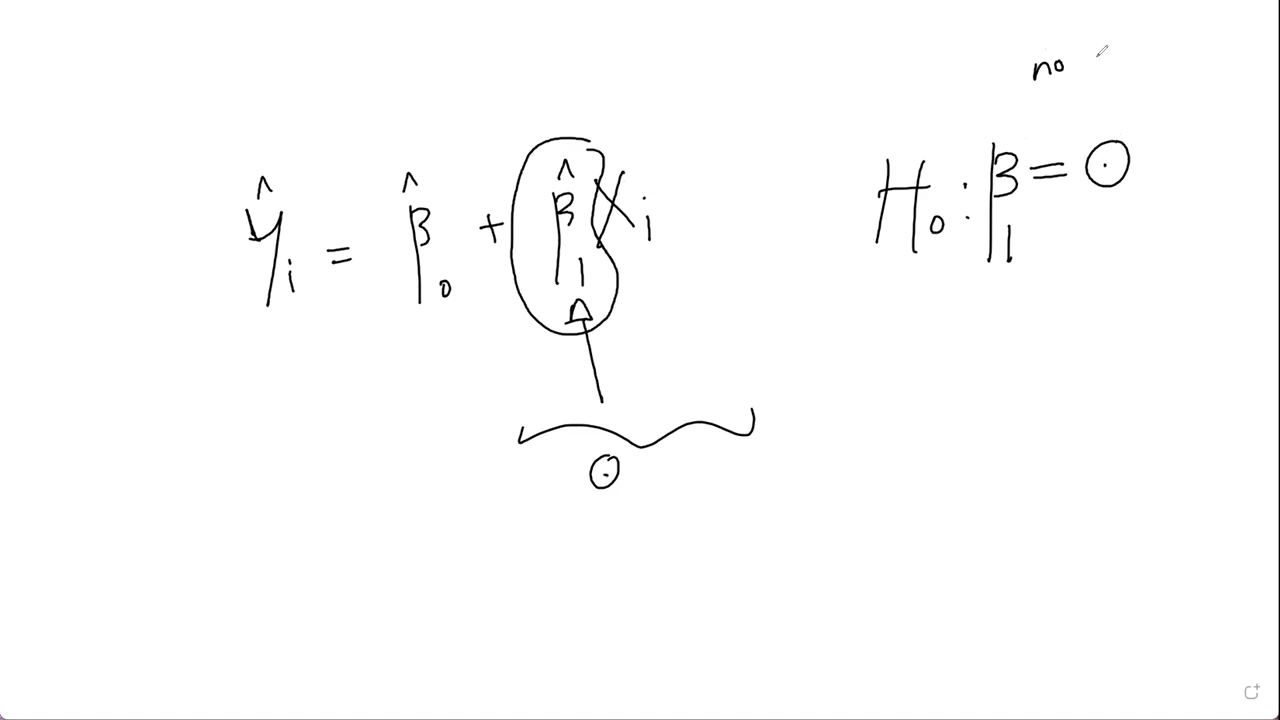 no
ŷᵢ = β̂₀ + β̂₁Xᵢ
H₀: β₁ = 0
0